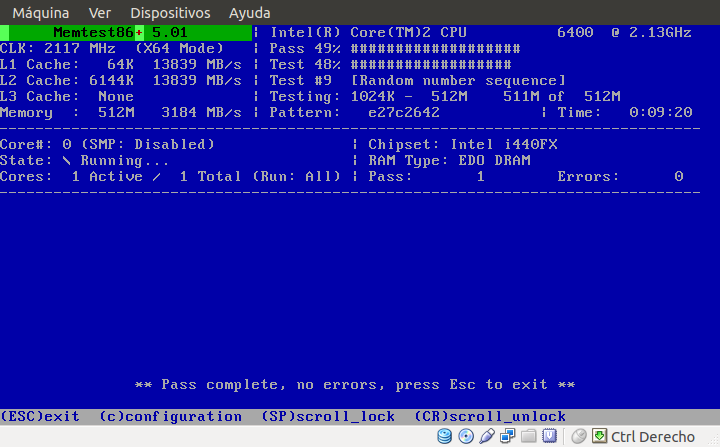 Máquina Ver Dispositivos Ayuda
Memtest86+ 5.01 | Intel(R) Core(TM)2 CPU 6400 @ 2.13GHz
CLK: 2117 MHz (X64 Mode) | Pass 49% ###################
L1 Cache: 64K 13839 MB/s | Test 48% ##################
L2 Cache: 6144K 13839 MB/s | Test #9 [Random number sequence]
L3 Cache: None | Testing: 1024K - 512M 511M of 512M
Memory : 512M 3184 MB/s | Pattern: e27c2642 | Time: 0:09:20
------------------------------------------------------------------------------
Core#: 0 (SMP: Disabled) | Chipset: Intel i440FX
State: \ Running... | RAM Type: EDO DRAM
Cores: 1 Active / 1 Total (Run: All) | Pass: 1 Errors: 0
------------------------------------------------------------------------------
** Pass complete, no errors, press Esc to exit **
(ESC)exit (c)configuration (SP)scroll_lock (CR)scroll_unlock
Ctrl Derecho